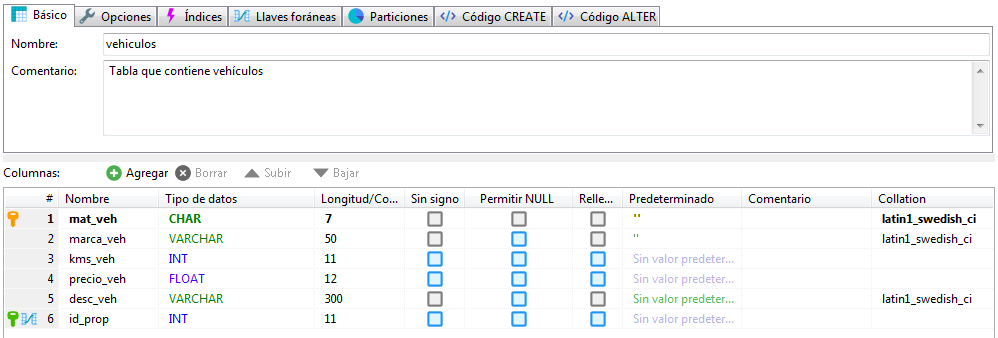 Básico Opciones Índices Llaves foráneas Particiones Código CREATE Código ALTER
Nombre: vehiculos
Comentario: Tabla que contiene vehículos
Columnas: Agregar Borrar Subir Bajar
# Nombre Tipo de datos Longitud/Co... Sin signo Permitir NULL Relle... Predeterminado Comentario Collation
1 mat_veh CHAR 7 '' latin1_swedish_ci
2 marca_veh VARCHAR 50 '' latin1_swedish_ci
3 kms_veh INT 11 Sin valor predeter...
4 precio_veh FLOAT 12 Sin valor predeter...
5 desc_veh VARCHAR 300 Sin valor predeter... latin1_swedish_ci
6 id_prop INT 11 Sin valor predeter...